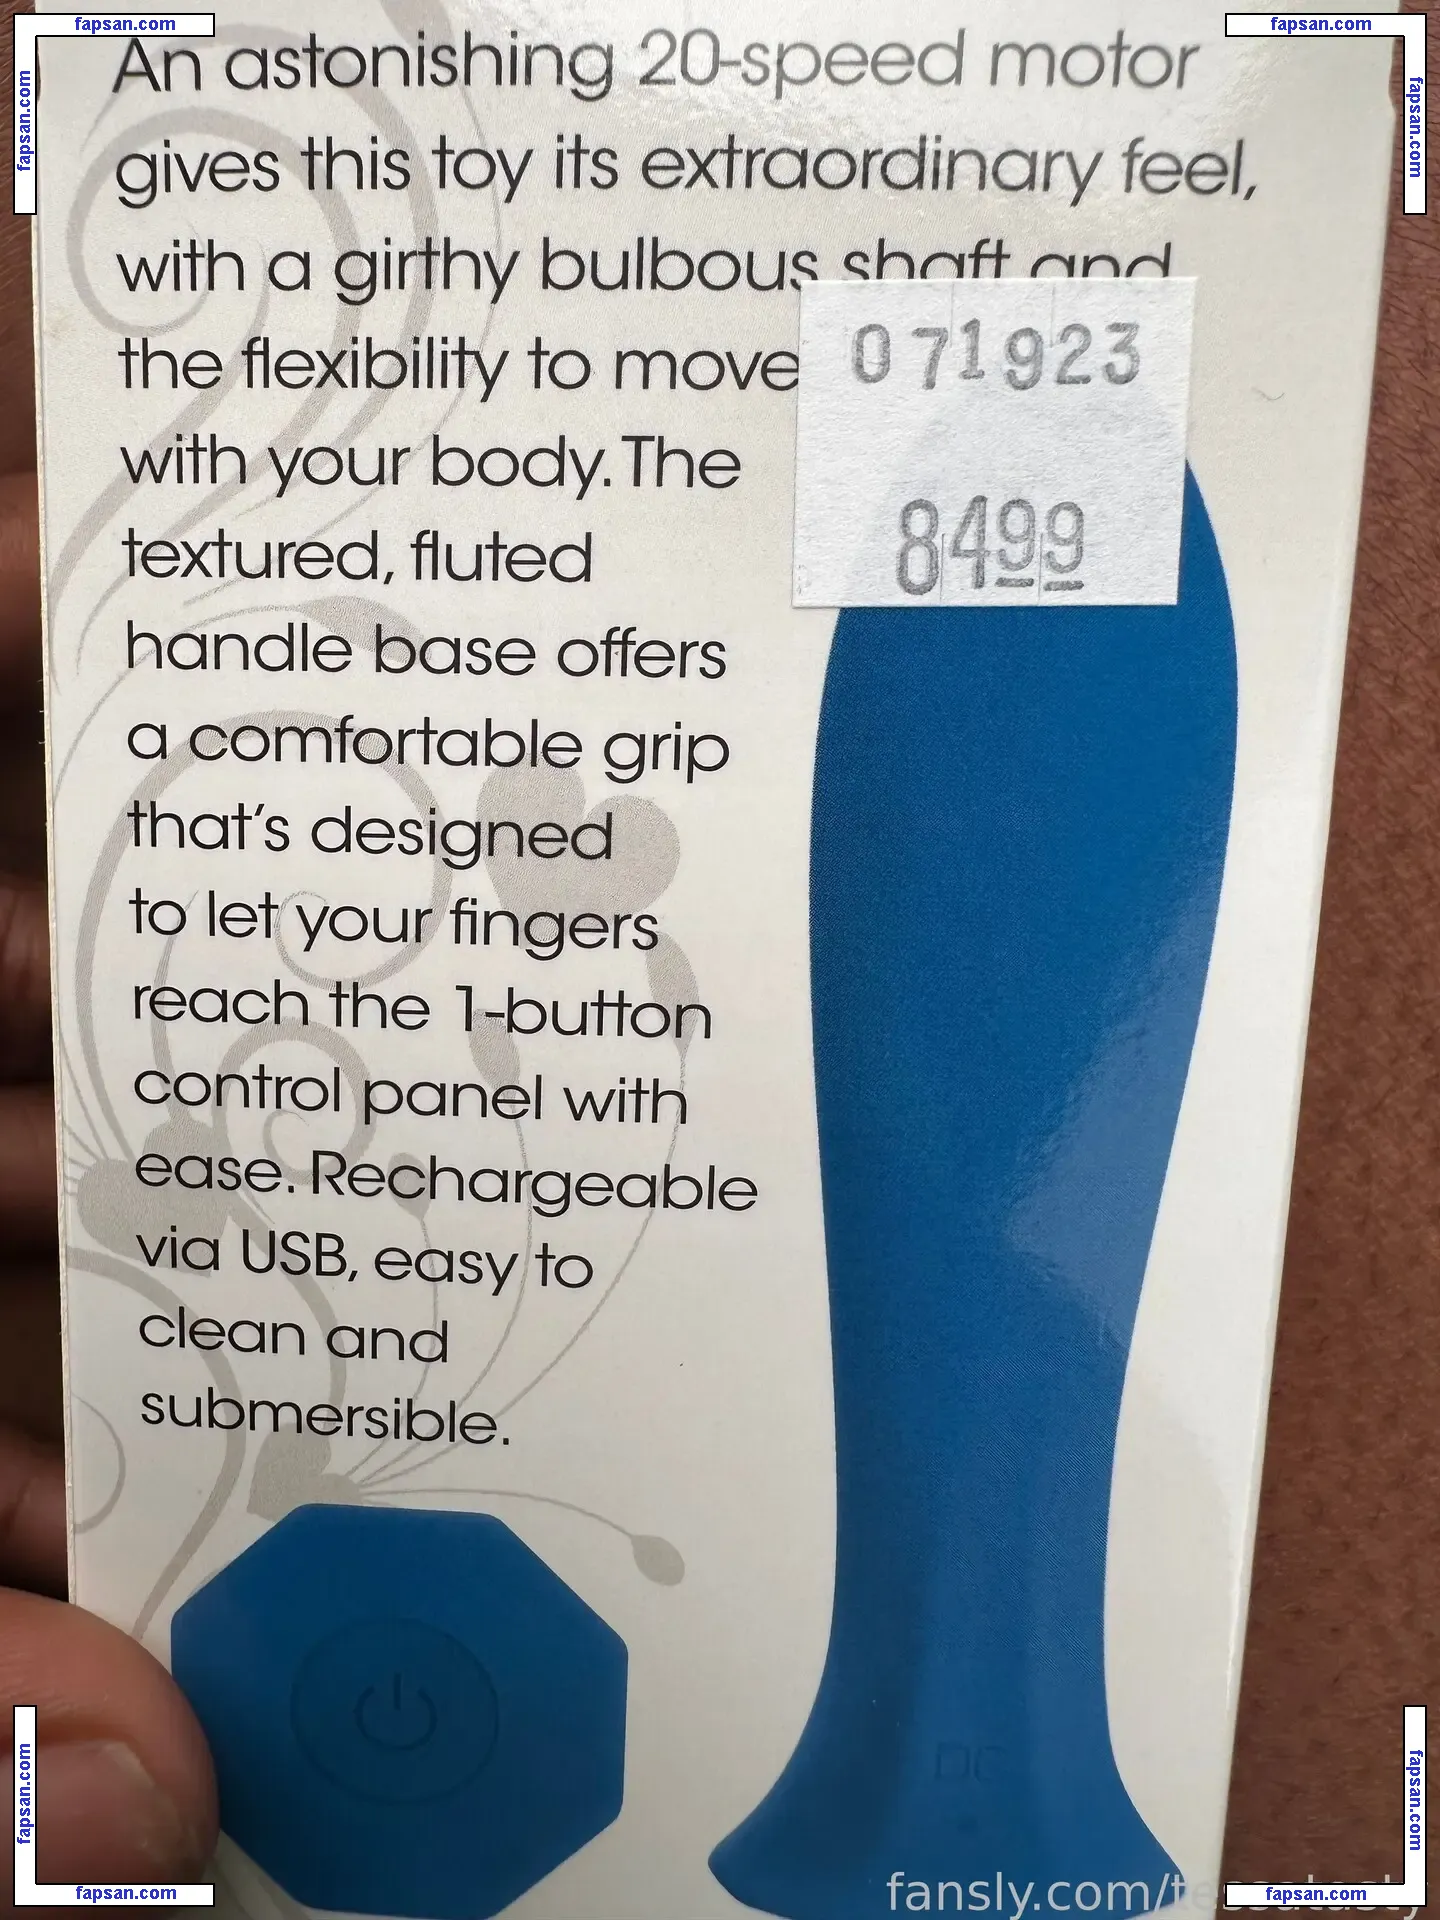 fapsan.com
fapsan.com
fapsan.com
fapsan.com
An astonishing 20-speed motor
gives this toy its extraordinary feel,
with a girthy bulbous shaft and
the flexibility to move
with your body. The
textured, fluted
handle base offers
a comfortable grip
that's designed
to let your fingers
reach the 1-button
control panel with
ease. Rechargeable
via USB, easy to
clean and
submersible.
071923
8499
fansly.com/tessatasty
fapsan.com
fapsan.com
fapsan.com
fapsan.com